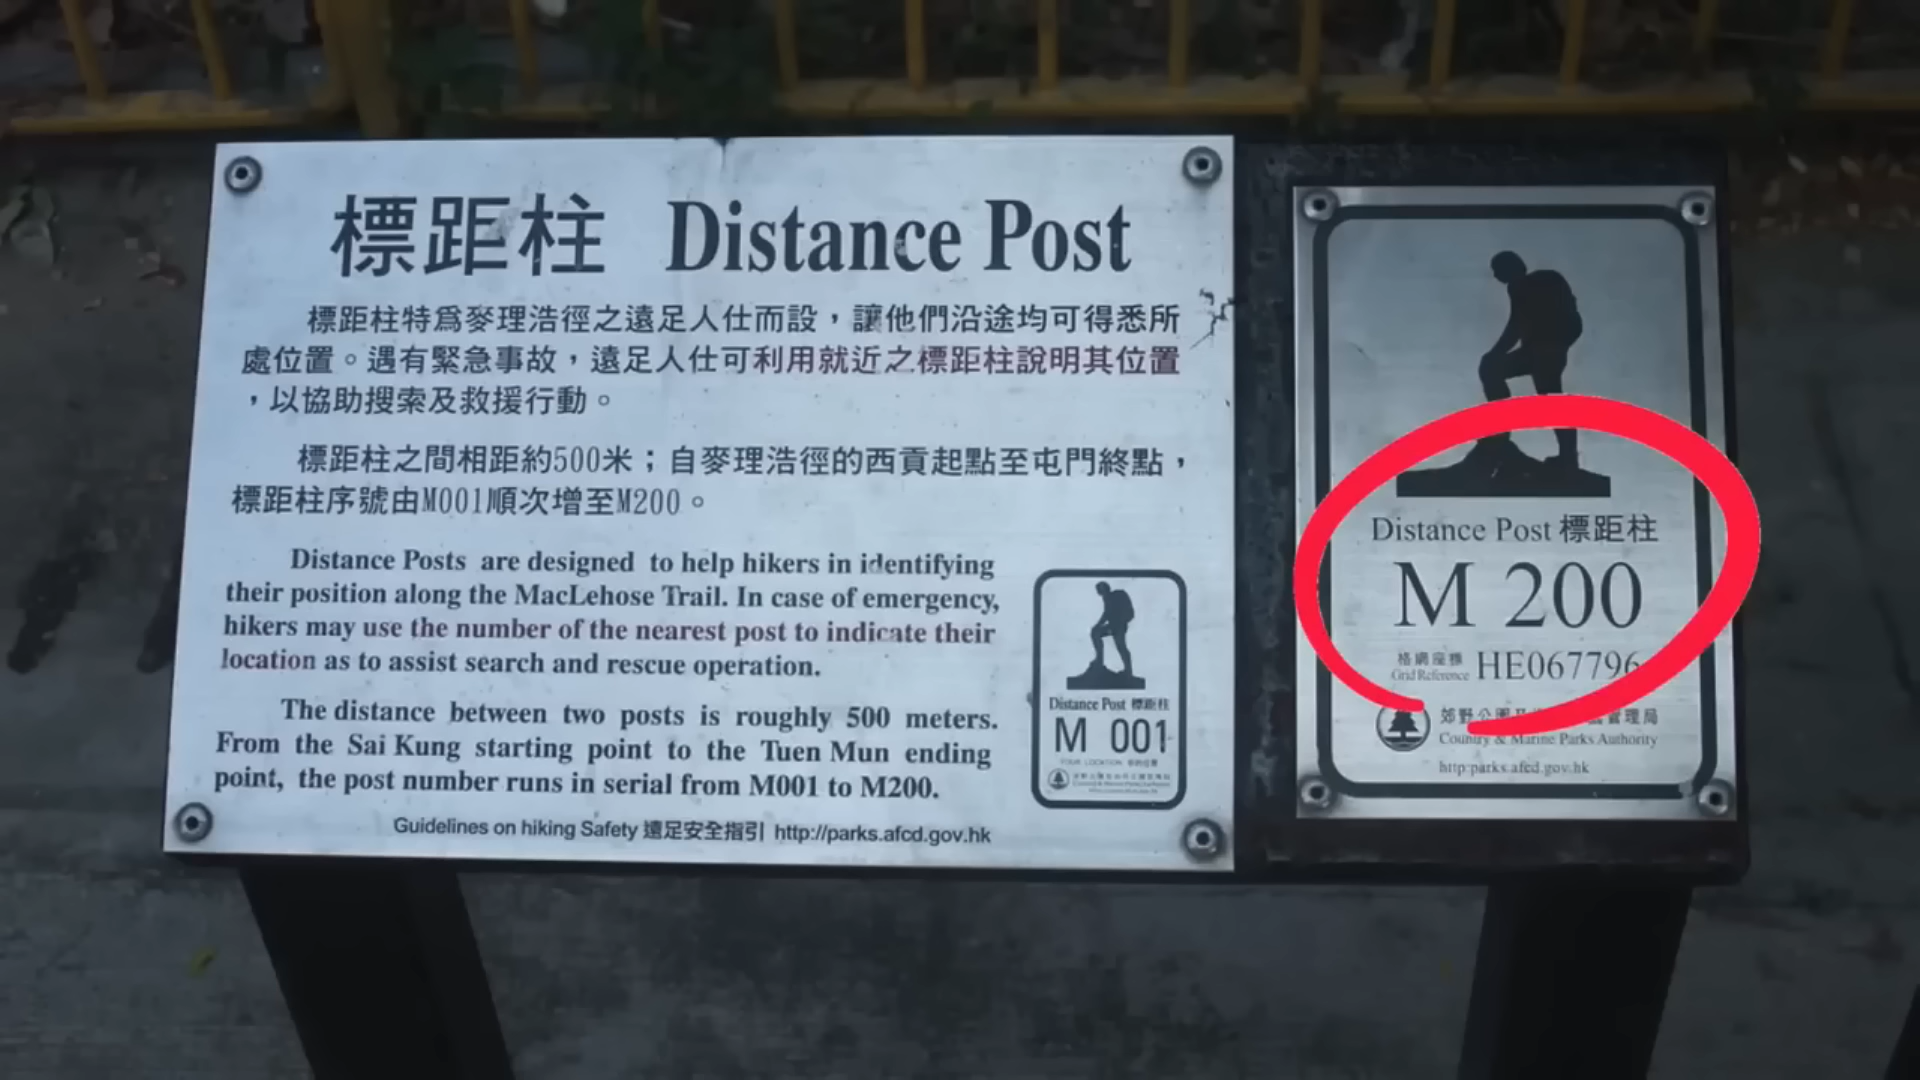 標距柱 Distance Post
標距柱特爲麥理浩徑之遠足人仕而設，讓他們沿途均可得悉所
處位置。遇有緊急事故，遠足人仕可利用就近之標距柱說明其位置
，以協助搜索及救援行動。
標距柱之間相距約500米；自麥理浩徑的西貢起點至屯門終點，
標距柱序號由M001順次增至M200。
Distance Posts are designed to help hikers in identifying
their position along the MacLehose Trail. In case of emergency,
hikers may use the number of the nearest post to indicate their
location as to assist search and rescue operation.
The distance between two posts is roughly 500 meters.
From the Sai Kung starting point to the Tuen Mun ending
point, the post number runs in serial from M001 to M200.
Guidelines on hiking Safety 遠足安全指引 http://parks.afcd.gov.hk
Distance Post 標距柱
M 001
Distance Post 標距柱
M 200
格網座標
Grid Reference HE067796
郊野公園及 管理局
Country & Marine Parks Authority
http:parks.afcd.gov.hk